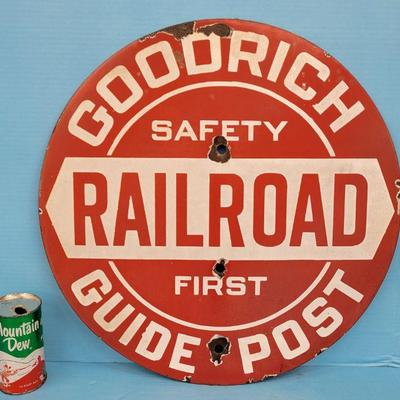 GOODRICH
SAFETY
RAILROAD
FIRST
GUIDE POST
Mountain
Dew